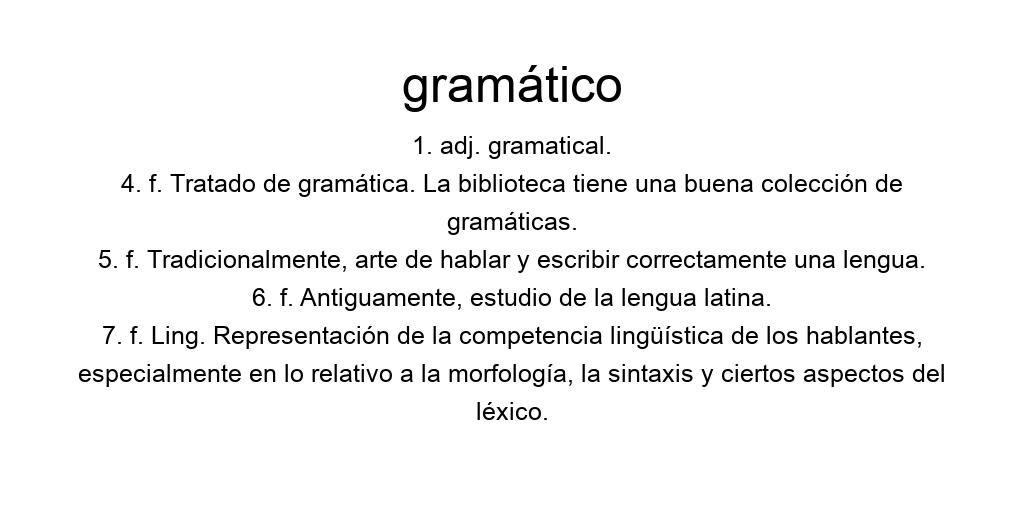 gramático
1. adj. gramatical.
4. f. Tratado de gramática. La biblioteca tiene una buena colección de
gramáticas.
5. f. Tradicionalmente, arte de hablar y escribir correctamente una lengua.
6. f. Antiguamente, estudio de la lengua latina.
7. f. Ling. Representación de la competencia lingüística de los hablantes,
especialmente en lo relativo a la morfología, la sintaxis y ciertos aspectos del
léxico.